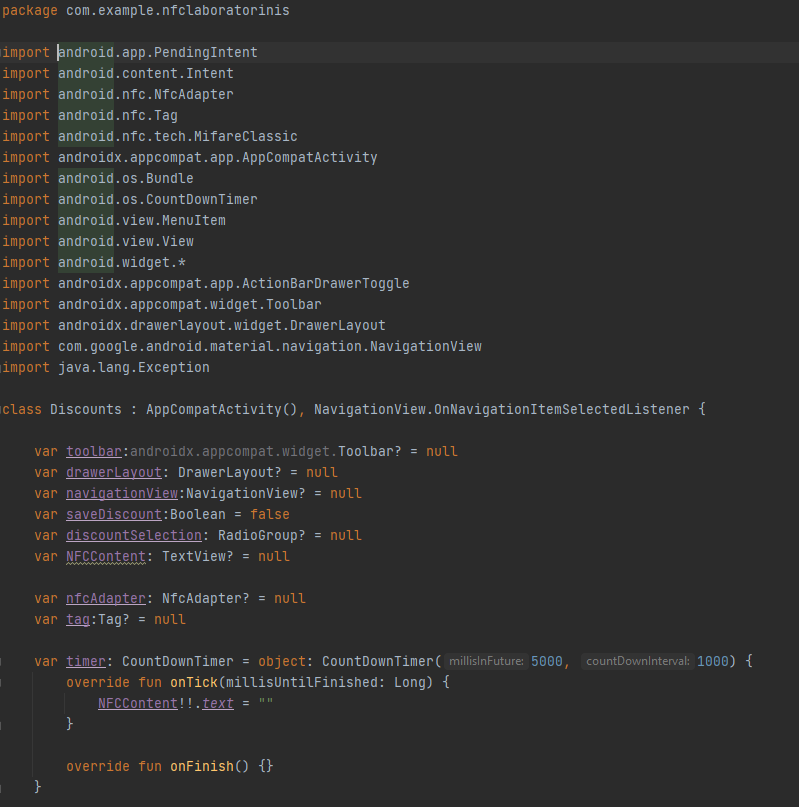 package com.example.nfclaboratorinis
import android.app.PendingIntent
import android.content.Intent
import android.nfc.NfcAdapter
import android.nfc.Tag
import android.nfc.tech.MifareClassic
import androidx.appcompat.app.AppCompatActivity
import android.os.Bundle
import android.os.CountDownTimer
import android.view.MenuItem
import android.view.View
import android.widget.*
import androidx.appcompat.app.ActionBarDrawerToggle
import androidx.appcompat.widget.Toolbar
import androidx.drawerlayout.widget.DrawerLayout
import com.google.android.material.navigation.NavigationView
import java.lang.Exception
class Discounts : AppCompatActivity(), NavigationView.OnNavigationItemSelectedListener {
var toolbar:androidx.appcompat.widget.Toolbar? = null
var drawerLayout: DrawerLayout? = null
var navigationView:NavigationView? = null
var saveDiscount:Boolean = false
var discountSelection: RadioGroup? = null
var NFCContent: TextView? = null
var nfcAdapter: NfcAdapter? = null
var tag:Tag? = null
var timer: CountDownTimer = object: CountDownTimer( millisInFuture: 5000, countDownInterval: 1000) {
override fun onTick(millisUntilFinished: Long) {
NFCContent!!.text = ""
}
override fun onFinish() {}
}